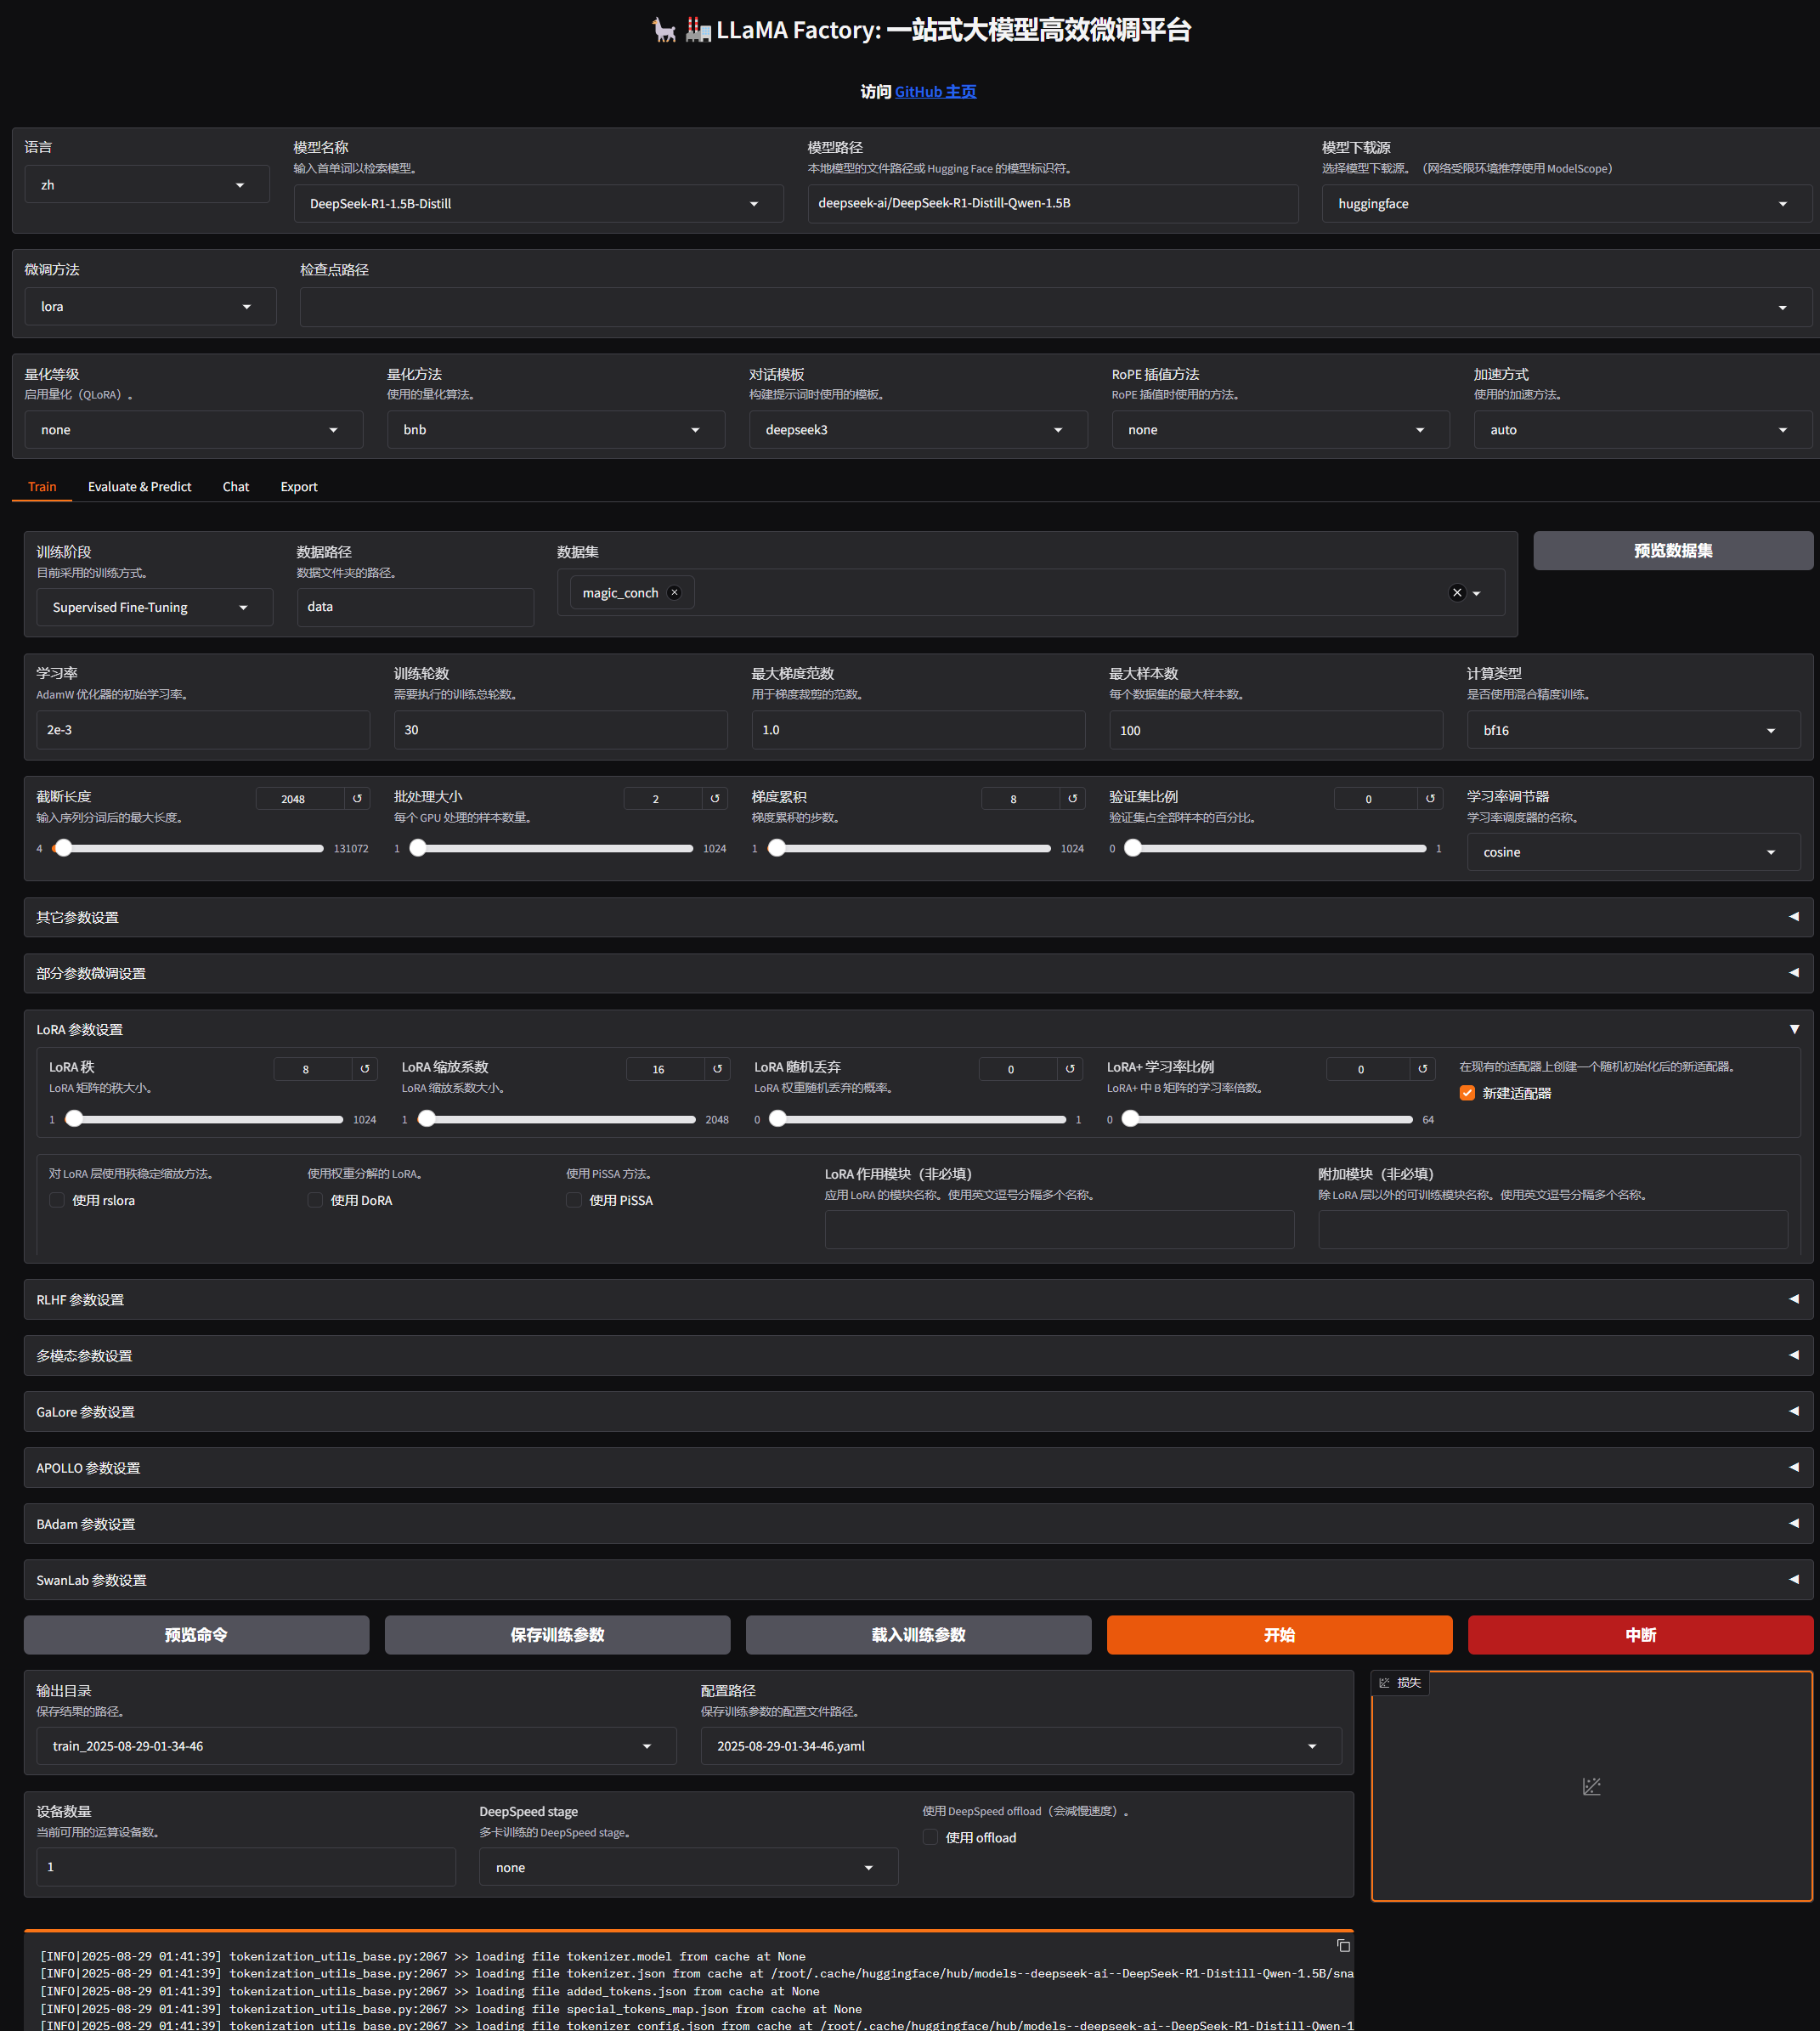 LLaMA Factory: 一站式大模型高效微调平台
访问 GitHub 主页
语言
zh
模型名称
输入首单词以检索模型。
DeepSeek-R1-1.5B-Distill
模型路径
本地模型的文件路径或 Hugging Face 的模型标识符。
deepseek-ai/DeepSeek-R1-Distill-Qwen-1.5B
模型下载源
选择模型下载源。（网络受限环境推荐使用 ModelScope）
huggingface
微调方法
lora
检查点路径
量化等级
启用量化（QLoRA）。
none
量化方法
使用的量化算法。
bnb
对话模板
构建提示词时使用的模板。
deepseek3
RoPE 插值方法
RoPE 插值时使用的方法。
none
加速方式
使用的加速方法。
auto
Train Evaluate & Predict Chat Export
训练阶段
目前采用的训练方式。
Supervised Fine-Tuning
数据路径
数据文件夹的路径。
data
数据集
magic_conch
预览数据集
学习率
AdamW 优化器的初始学习率。
2e-3
训练轮数
需要执行的训练总轮数。
30
最大梯度范数
用于梯度裁剪的范数。
1.0
最大样本数
每个数据集的最大样本数。
100
计算类型
是否使用混合精度训练。
bf16
截断长度 2048
输入序列分词后的最大长度。
4 131072
批处理大小 2
每个 GPU 处理的样本数量。
1 1024
梯度累积 8
梯度累积的步数。
1 1024
验证集比例 0
验证集占全部样本的百分比。
0 1
学习率调节器
学习率调度器的名称。
cosine
其它参数设置
部分参数微调设置
LoRA 参数设置
LoRA 秩 8
LoRA 矩阵的秩大小。
1 1024
LoRA 缩放系数 16
LoRA 缩放系数大小。
1 2048
LoRA 随机丢弃 0
LoRA 权重随机丢弃的概率。
0 1
LoRA+ 学习率比例 0
LoRA+ 中 B 矩阵的学习率倍数。
0 64
在现有的适配器上创建一个随机初始化后的新适配器。
新建适配器
对 LoRA 层使用秩稳定缩放方法。
使用 rslora
使用权重分解的 LoRA。
使用 DoRA
使用 PiSSA 方法。
使用 PiSSA
LoRA 作用模块（非必填）
应用 LoRA 的模块名称。使用英文逗号分隔多个名称。
附加模块（非必填）
除 LoRA 层以外的可训练模块名称。使用英文逗号分隔多个名称。
RLHF 参数设置
多模态参数设置
GaLore 参数设置
APOLLO 参数设置
BAdam 参数设置
SwanLab 参数设置
预览命令 保存训练参数 载入训练参数 开始 中断
输出目录
保存结果的路径。
train_2025-08-29-01-34-46
配置路径
保存训练参数的配置文件路径。
2025-08-29-01-34-46.yaml
损失
设备数量
当前可用的运算设备数。
1
DeepSpeed stage
多卡训练的 DeepSpeed stage。
none
使用 DeepSpeed offload（会减慢速度）。
使用 offload
[INFO|2025-08-29 01:41:39] tokenization_utils_base.py:2067 >> loading file tokenizer.model from cache at None
[INFO|2025-08-29 01:41:39] tokenization_utils_base.py:2067 >> loading file tokenizer.json from cache at /root/.cache/huggingface/hub/models--deepseek-ai--DeepSeek-R1-Distill-Qwen-1.5B/sna
[INFO|2025-08-29 01:41:39] tokenization_utils_base.py:2067 >> loading file added_tokens.json from cache at None
[INFO|2025-08-29 01:41:39] tokenization_utils_base.py:2067 >> loading file special_tokens_map.json from cache at None
[INFO|2025-08-29 01:41:39] tokenization_utils_base.py:2067 >> loading file tokenizer_config.json from cache at /root/.cache/huggingface/hub/models--deepseek-ai--DeepSeek-R1-Distill-Qwen-1